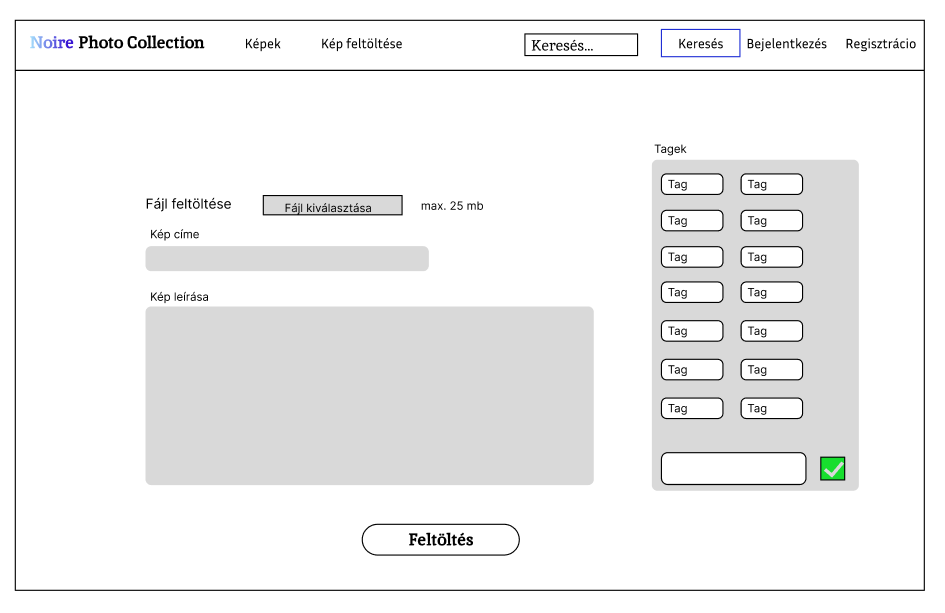 Noire Photo Collection Képek Kép feltöltése Keresés... Keresés Bejelentkezés Regisztrácio
Tagek
Tag Tag
Fájl feltöltése Fájl kiválasztása max. 25 mb
Tag Tag
Kép címe
Tag Tag
Kép leírása
Tag Tag
Tag Tag
Tag Tag
Tag Tag
Feltöltés